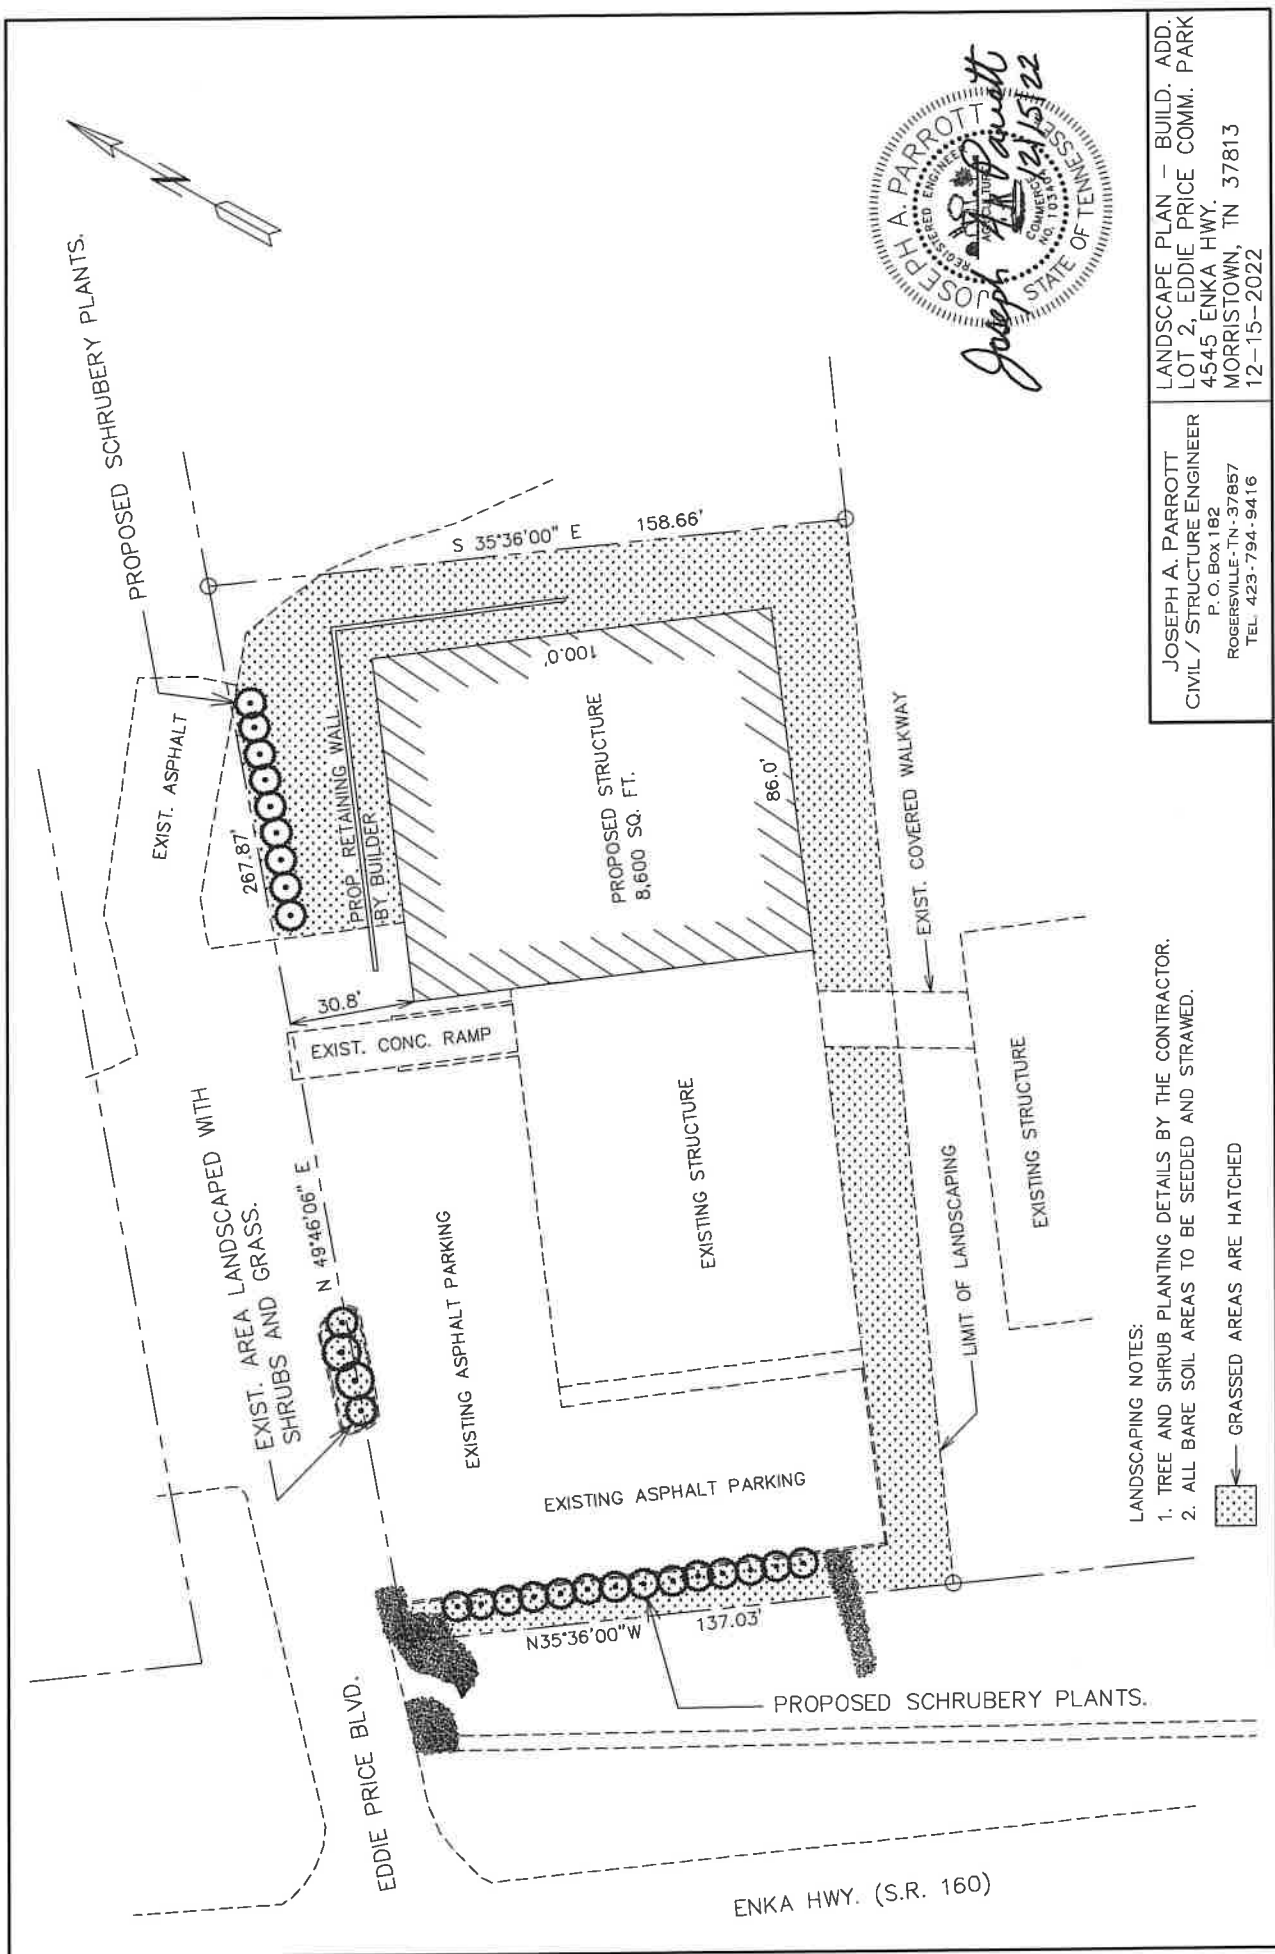 PROPOSED SCHRUBERY PLANTS.
EXIST. ASPHALT
267.87'
S 35°36'00" E
158.66'
PROP RETAINING WALL
BY BUILDER
100.0'
PROPOSED STRUCTURE
8,600 SQ. FT.
86.0'
30.8'
EXIST. CONC. RAMP
EXIST. COVERED WALKWAY
EXIST. AREA LANDSCAPED WITH
SHRUBS AND GRASS.
N 49°46'06" E
EXISTING ASPHALT PARKING
EXISTING STRUCTURE
EXISTING STRUCTURE
LIMIT OF LANDSCAPING
EXISTING ASPHALT PARKING
N35°36'00"W
137.03'
PROPOSED SCHRUBERY PLANTS.
EDDIE PRICE BLVD.
ENKA HWY. (S.R. 160)
LANDSCAPING NOTES:
1. TREE AND SHRUB PLANTING DETAILS BY THE CONTRACTOR.
2. ALL BARE SOIL AREAS TO BE SEEDED AND STRAWED.
GRASSED AREAS ARE HATCHED
N
JOSEPH A. PARROTT
REGISTERED ENGINEER
AGRICULTURE
COMMERCE
STATE OF TENNESSEE
Joseph A. Parrott
12/15/22
JOSEPH A. PARROTT
CIVIL / STRUCTURE ENGINEER
P. O. BOX 182
ROGERSVILLE - TN - 37857
TEL: 423 - 794 - 9416
LANDSCAPE PLAN - BUILD. ADD.
LOT 2, EDDIE PRICE COMM. PARK
4545 ENKA HWY.
MORRISTOWN, TN 37813
12-15-2022